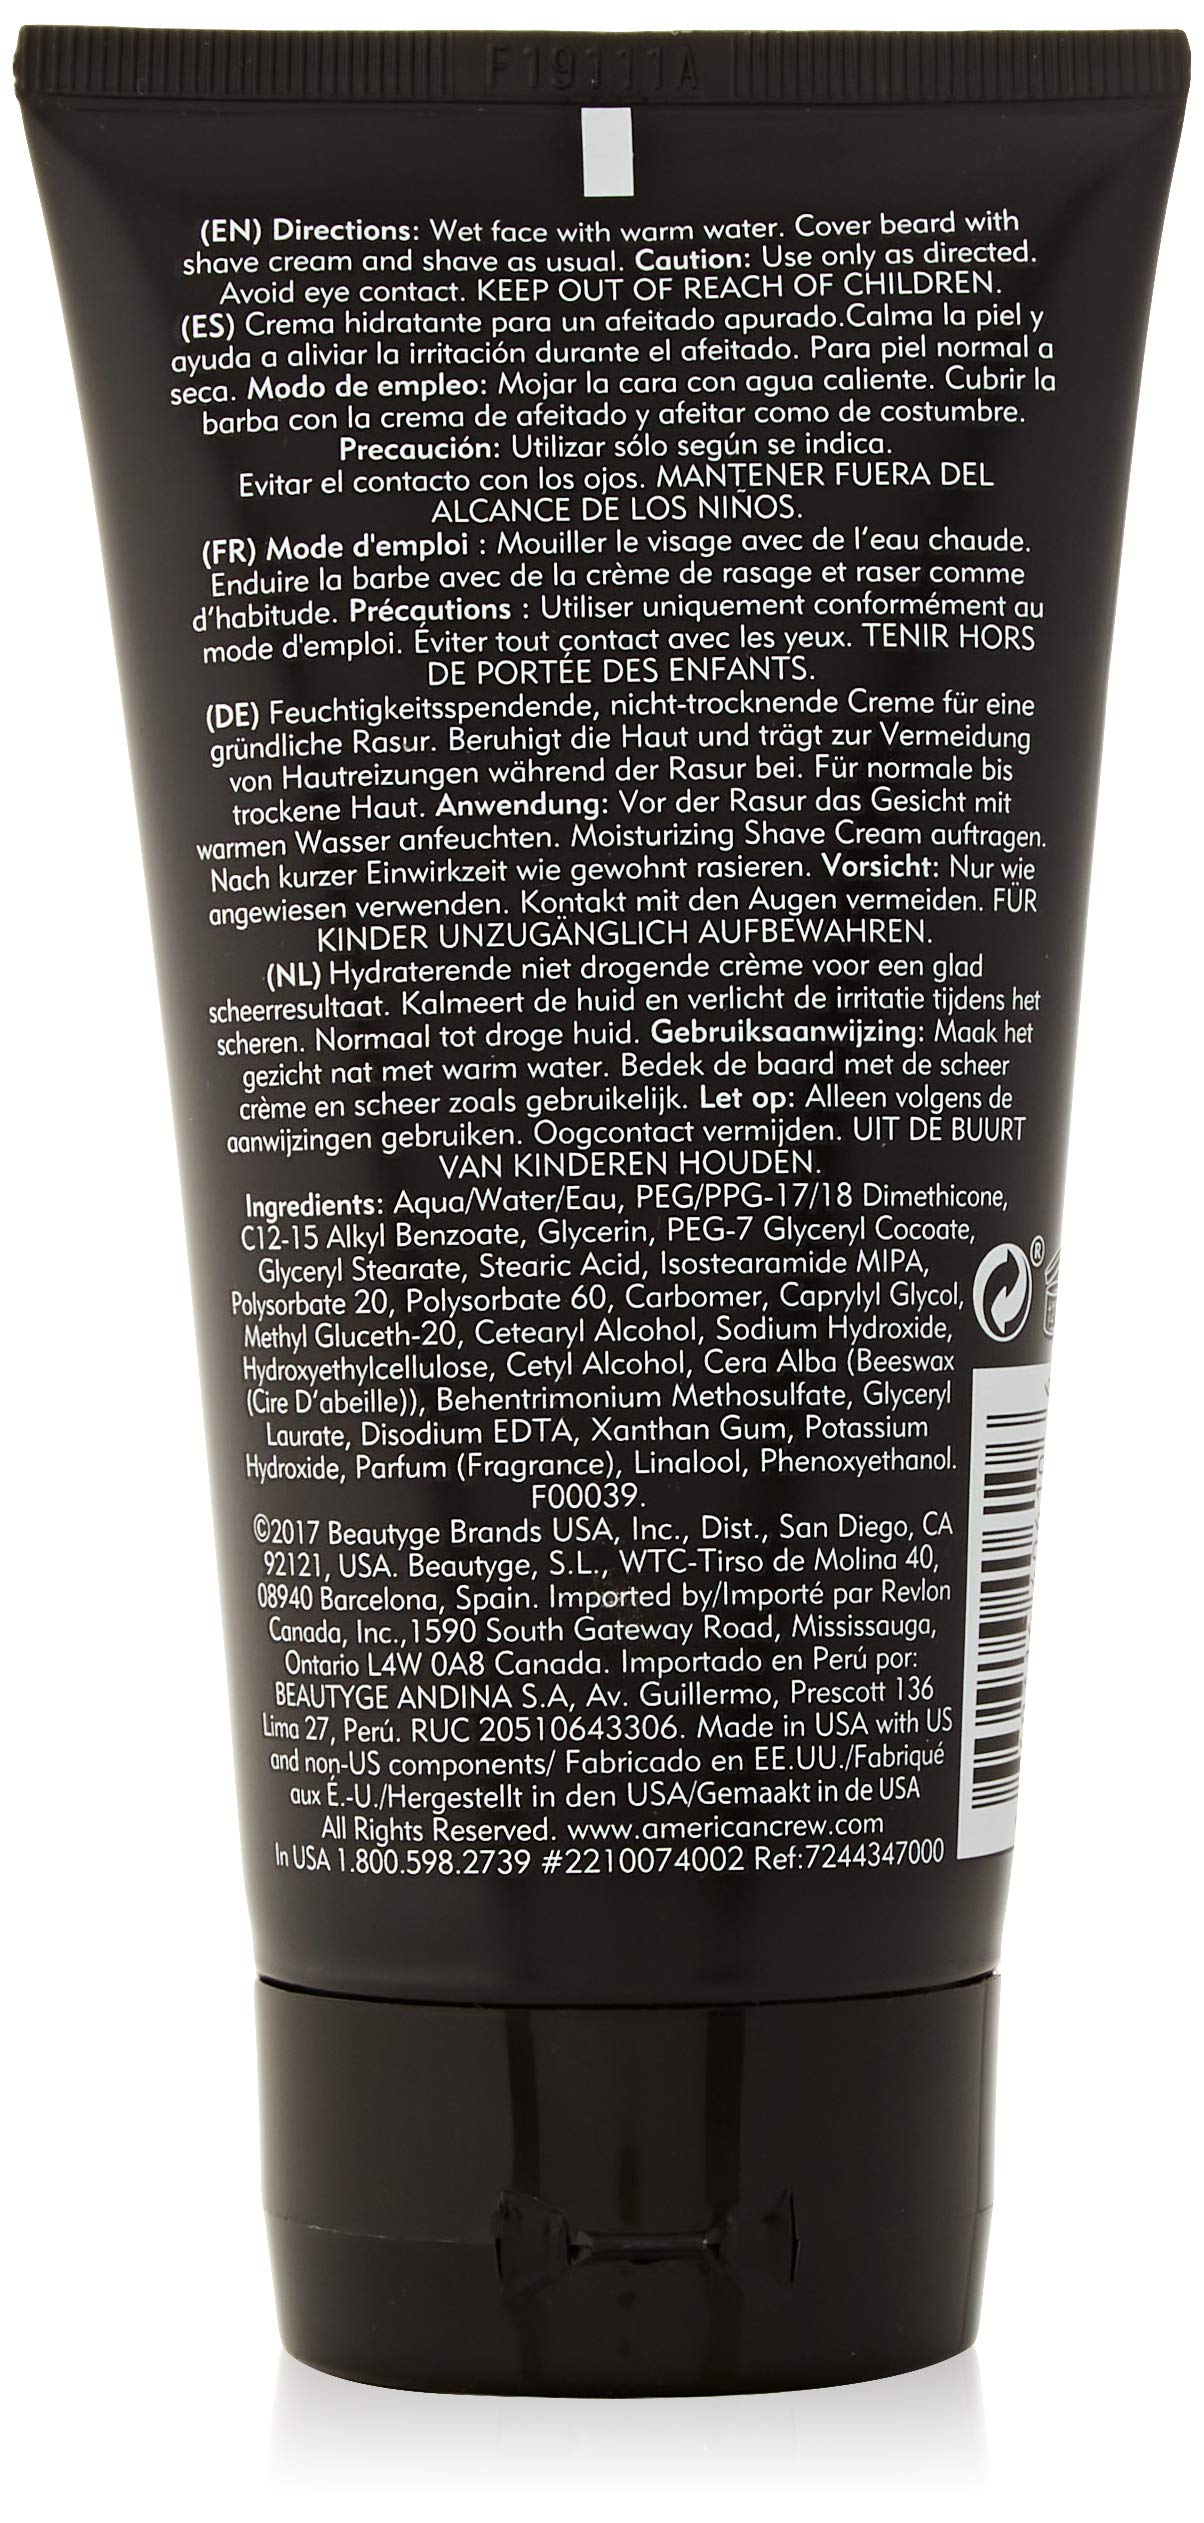 F19111A
(EN) Directions: Wet face with warm water. Cover beard with
shave cream and shave as usual. Caution: Use only as directed.
Avoid eye contact. KEEP OUT OF REACH OF CHILDREN.
(ES) Crema hidratante para un afeitado apurado.Calma la piel y
ayuda a aliviar la irritación durante el afeitado. Para piel normal a
seca. Modo de empleo: Mojar la cara con agua caliente. Cubrir la
barba con la crema de afeitado y afeitar como de costumbre.
Precaución: Utilizar sólo según se indica.
Evitar el contacto con los ojos. MANTENER FUERA DEL
ALCANCE DE LOS NIÑOS.
(FR) Mode d'emploi : Mouiller le visage avec de l'eau chaude.
Enduire la barbe avec de la crème de rasage et raser comme
d'habitude. Précautions : Utiliser uniquement conformément au
mode d'emploi. Éviter tout contact avec les yeux. TENIR HORS
DE PORTÉE DES ENFANTS.
(DE) Feuchtigkeitsspendende, nicht-trocknende Creme für eine
gründliche Rasur. Beruhigt die Haut und trägt zur Vermeidung
von Hautreizungen während der Rasur bei. Für normale bis
trockene Haut. Anwendung: Vor der Rasur das Gesicht mit
warmen Wasser anfeuchten. Moisturizing Shave Cream auftragen.
Nach kurzer Einwirkzeit wie gewohnt rasieren. Vorsicht: Nur wie
angewiesen verwenden. Kontakt mit den Augen vermeiden. FÜR
KINDER UNZUGÄNGLICH AUFBEWAHREN.
(NL) Hydraterende niet drogende crème voor een glad
scheerresultaat. Kalmeert de huid en verlicht de irritatie tijdens het
scheren. Normaal tot droge huid. Gebruiksaanwijzing: Maak het
gezicht nat met warm water. Bedek de baard met de scheer
crème en scheer zoals gebruikelijk. Let op: Alleen volgens de
aanwijzingen gebruiken. Oogcontact vermijden. UIT DE BUURT
VAN KINDEREN HOUDEN.
Ingredients: Aqua/Water/Eau, PEG/PPG-17/18 Dimethicone,
C12-15 Alkyl Benzoate, Glycerin, PEG-7 Glyceryl Cocoate,
Glyceryl Stearate, Stearic Acid, Isostearamide MIPA,
Polysorbate 20, Polysorbate 60, Carbomer, Caprylyl Glycol,
Methyl Gluceth-20, Cetearyl Alcohol, Sodium Hydroxide,
Hydroxyethylcellulose, Cetyl Alcohol, Cera Alba (Beeswax
(Cire D'abeille)), Behentrimonium Methosulfate, Glyceryl
Laurate, Disodium EDTA, Xanthan Gum, Potassium
Hydroxide, Parfum (Fragrance), Linalool, Phenoxyethanol.
F00039.
®
©2017 Beautyge Brands USA, Inc., Dist., San Diego, CA
92121, USA. Beautyge, S.L., WTC-Tirso de Molina 40,
08940 Barcelona, Spain. Imported by/Importé par Revlon
Canada, Inc.,1590 South Gateway Road, Mississauga,
Ontario L4W 0A8 Canada. Importado en Perú por:
BEAUTYGE ANDINA S.A, Av. Guillermo, Prescott 136
Lima 27, Perú. RUC 20510643306. Made in USA with US
and non-US components/ Fabricado en EE.UU./Fabriqué
aux É.-U./Hergestellt in den USA/Gemaakt in de USA
All Rights Reserved. www.americancrew.com
In USA 1.800.598.2739 #2210074002 Ref:7244347000